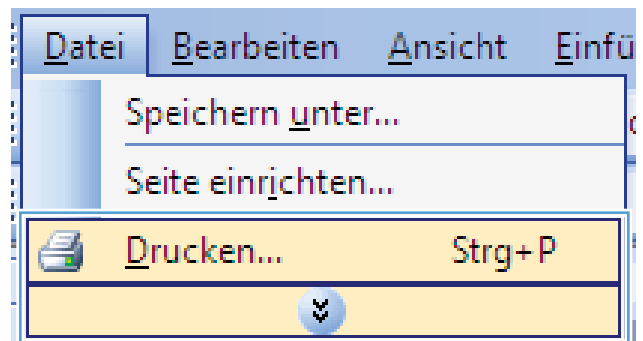 Datei Bearbeiten Ansicht Einfü
Speichern unter...
Seite einrichten...
Drucken... Strg+P